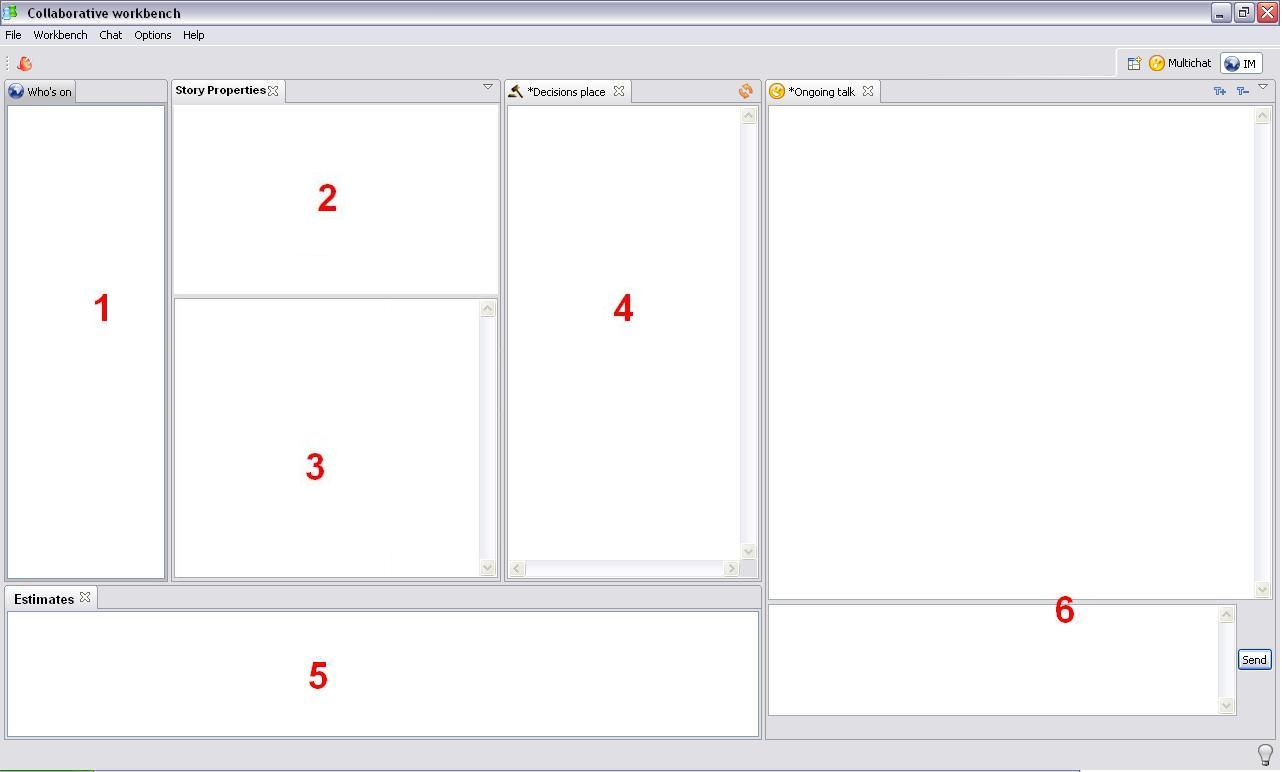 Collaborative workbench
File Workbench Chat Options Help
Multichat IM
Who's on
Story Properties
*Decisions place
*Ongoing talk
T+ T-
2
1
4
3
Estimates
6
Send
5